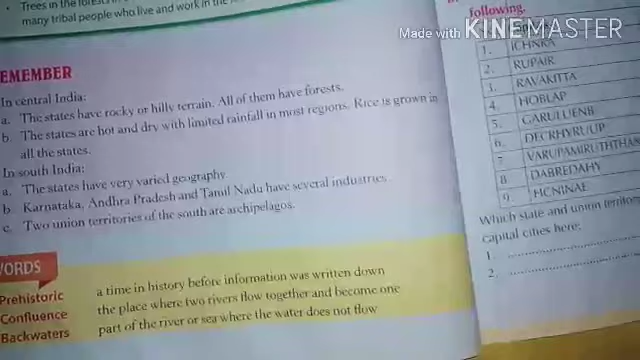 Trees in the forest
many tribal people who live and work in the
EMEMBER
In central India:
a. The states have rocky or hilly terrain. All of them have forests.
b. The states are hot and dry with limited rainfall in most regions. Rice is grown in
all the states.
In south India:
a. The states have very varied geography
b. Karnataka, Andhra Pradesh and Tamil Nadu have several industries.
c. Two union territories of the south are archipelagos.
WORDS
Prehistoric a time in history before information was written down
Confluence the place where two rivers flow together and become one
Backwaters part of the river or sea where the water does not flow
Made with KINEMASTER
following.
1. ICHNKA
2. RUPAIR
3. RAVAKITTA
4. HOBLAP
5. GARULUENB
6. DECRHYRUUP
7. VARUPAMIRUTHTHAN
8 DABREDAHY
9. HCNINAE
Which state and union territory
capital cities here:
1.
2.